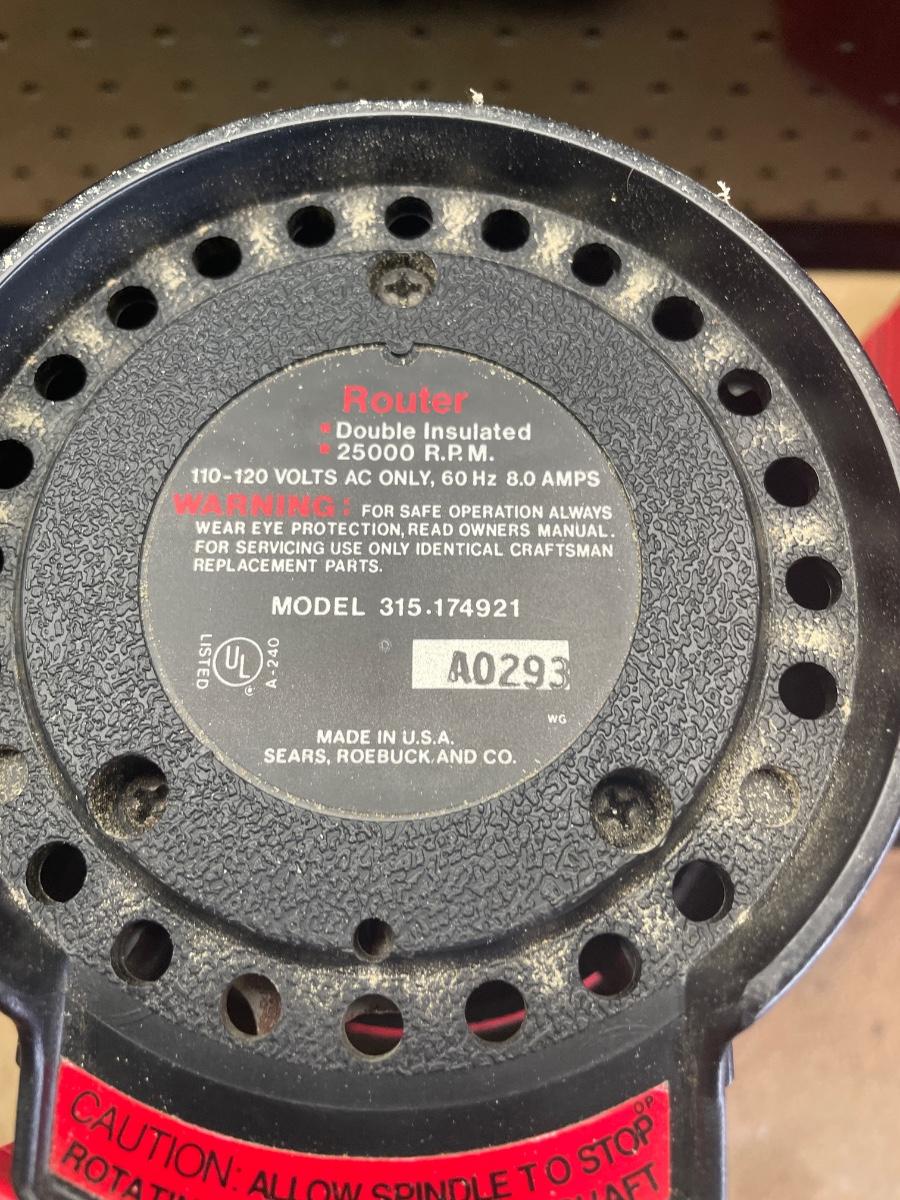 Router
Double Insulated
25000 R.P.M.
110-120 VOLTS AC ONLY, 60 Hz 8.0 AMPS
WARNING: FOR SAFE OPERATION ALWAYS
WEAR EYE PROTECTION, READ OWNERS MANUAL.
FOR SERVICING USE ONLY IDENTICAL CRAFTSMAN
REPLACEMENT PARTS.
MODEL 315.174921
LISTED UL A-240
A0293
WG
MADE IN U.S.A.
SEARS, ROEBUCK AND CO.
OP
CAUTION: ALLOW SPINDLE TO STOP